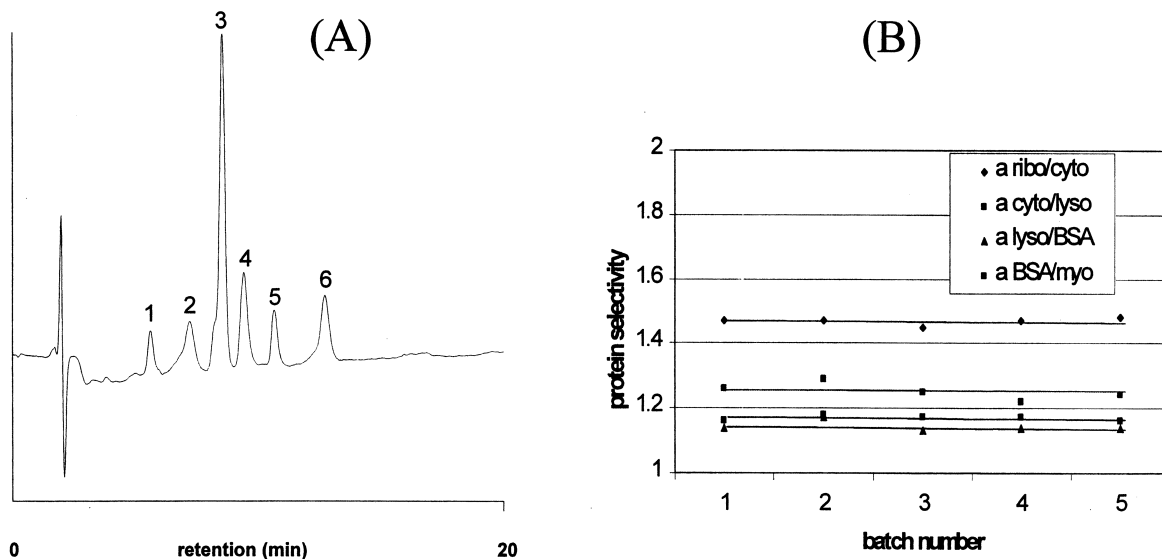 (A)
3
4
1
2
5
6
0
retention (min)
20
(B)
protein selectivity
2
1.8
1.6
1.4
1.2
1
a ribo/cyto
a cyto/lyso
a lyso/BSA
a BSA/myo
1
2
3
4
5
batch number